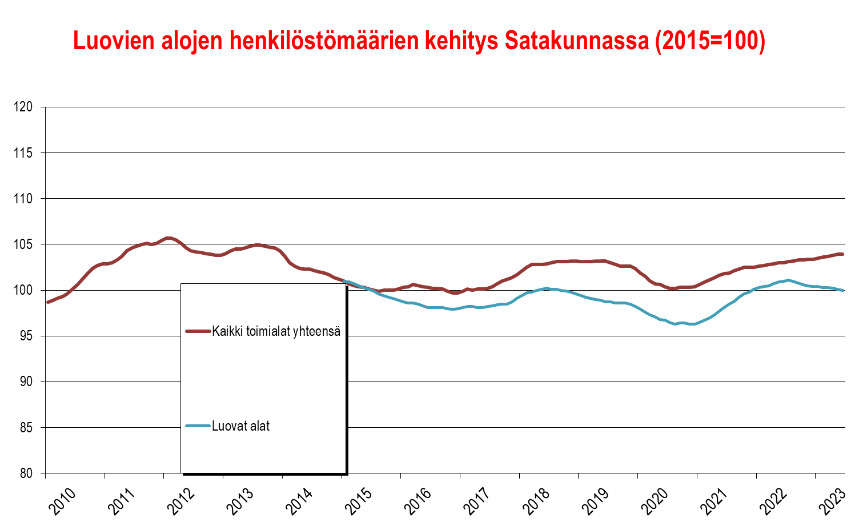 Luovien alojen henkilöstömäärien kehitys Satakunnassa (2015=100)
120
115
110
105
100
95
90
85
80
Kaikki toimialat yhteensä
Luovat alat
2010 2011 2012 2013 2014 2015 2016 2017 2018 2019 2020 2021 2022 2023